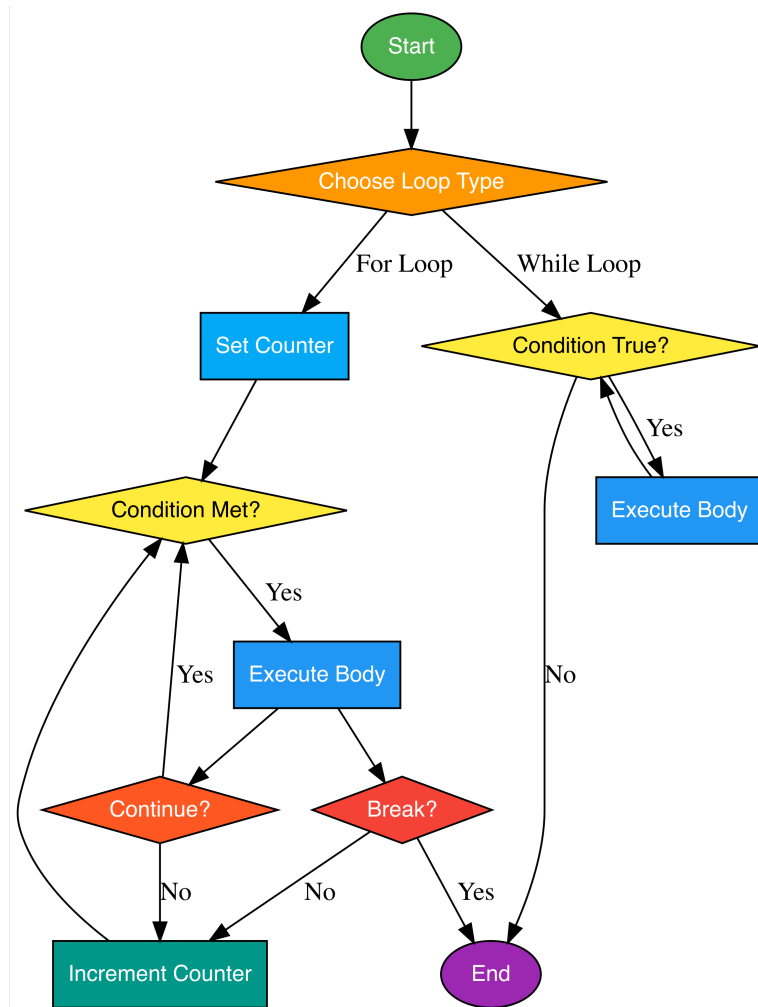 Start
Choose Loop Type
For Loop
While Loop
Set Counter
Condition True?
Yes
Condition Met?
Execute Body
Yes
Execute Body
Yes
No
Continue?
Break?
No
No
Yes
Increment Counter
End